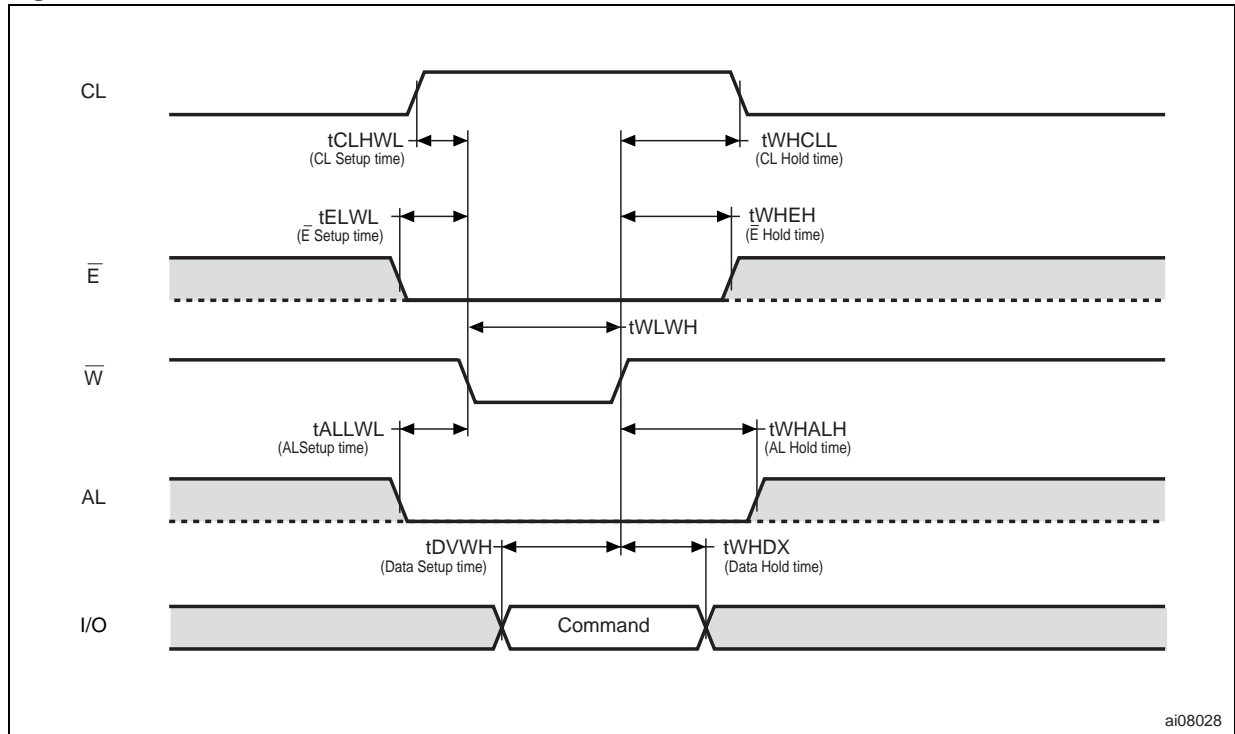 CL
tCLHWL
(CL Setup time)
tWHCLL
(CL Hold time)
tELWL
(E̅ Setup time)
tWHEH
(E̅ Hold time)
E̅
tWLWH
W̅
tALLWL
(ALSetup time)
tWHALH
(AL Hold time)
AL
tDVWH
(Data Setup time)
tWHDX
(Data Hold time)
I/O
Command
ai08028